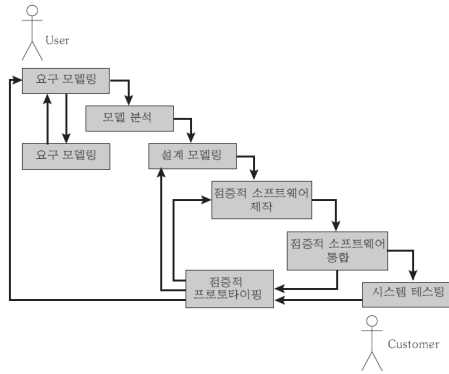 User
요구 모델링
모델 분석
요구 모델링
설계 모델링
점증적 소프트웨어
제작
점증적 소프트웨어
통합
점증적
프로토타이핑
시스템 테스팅
Customer